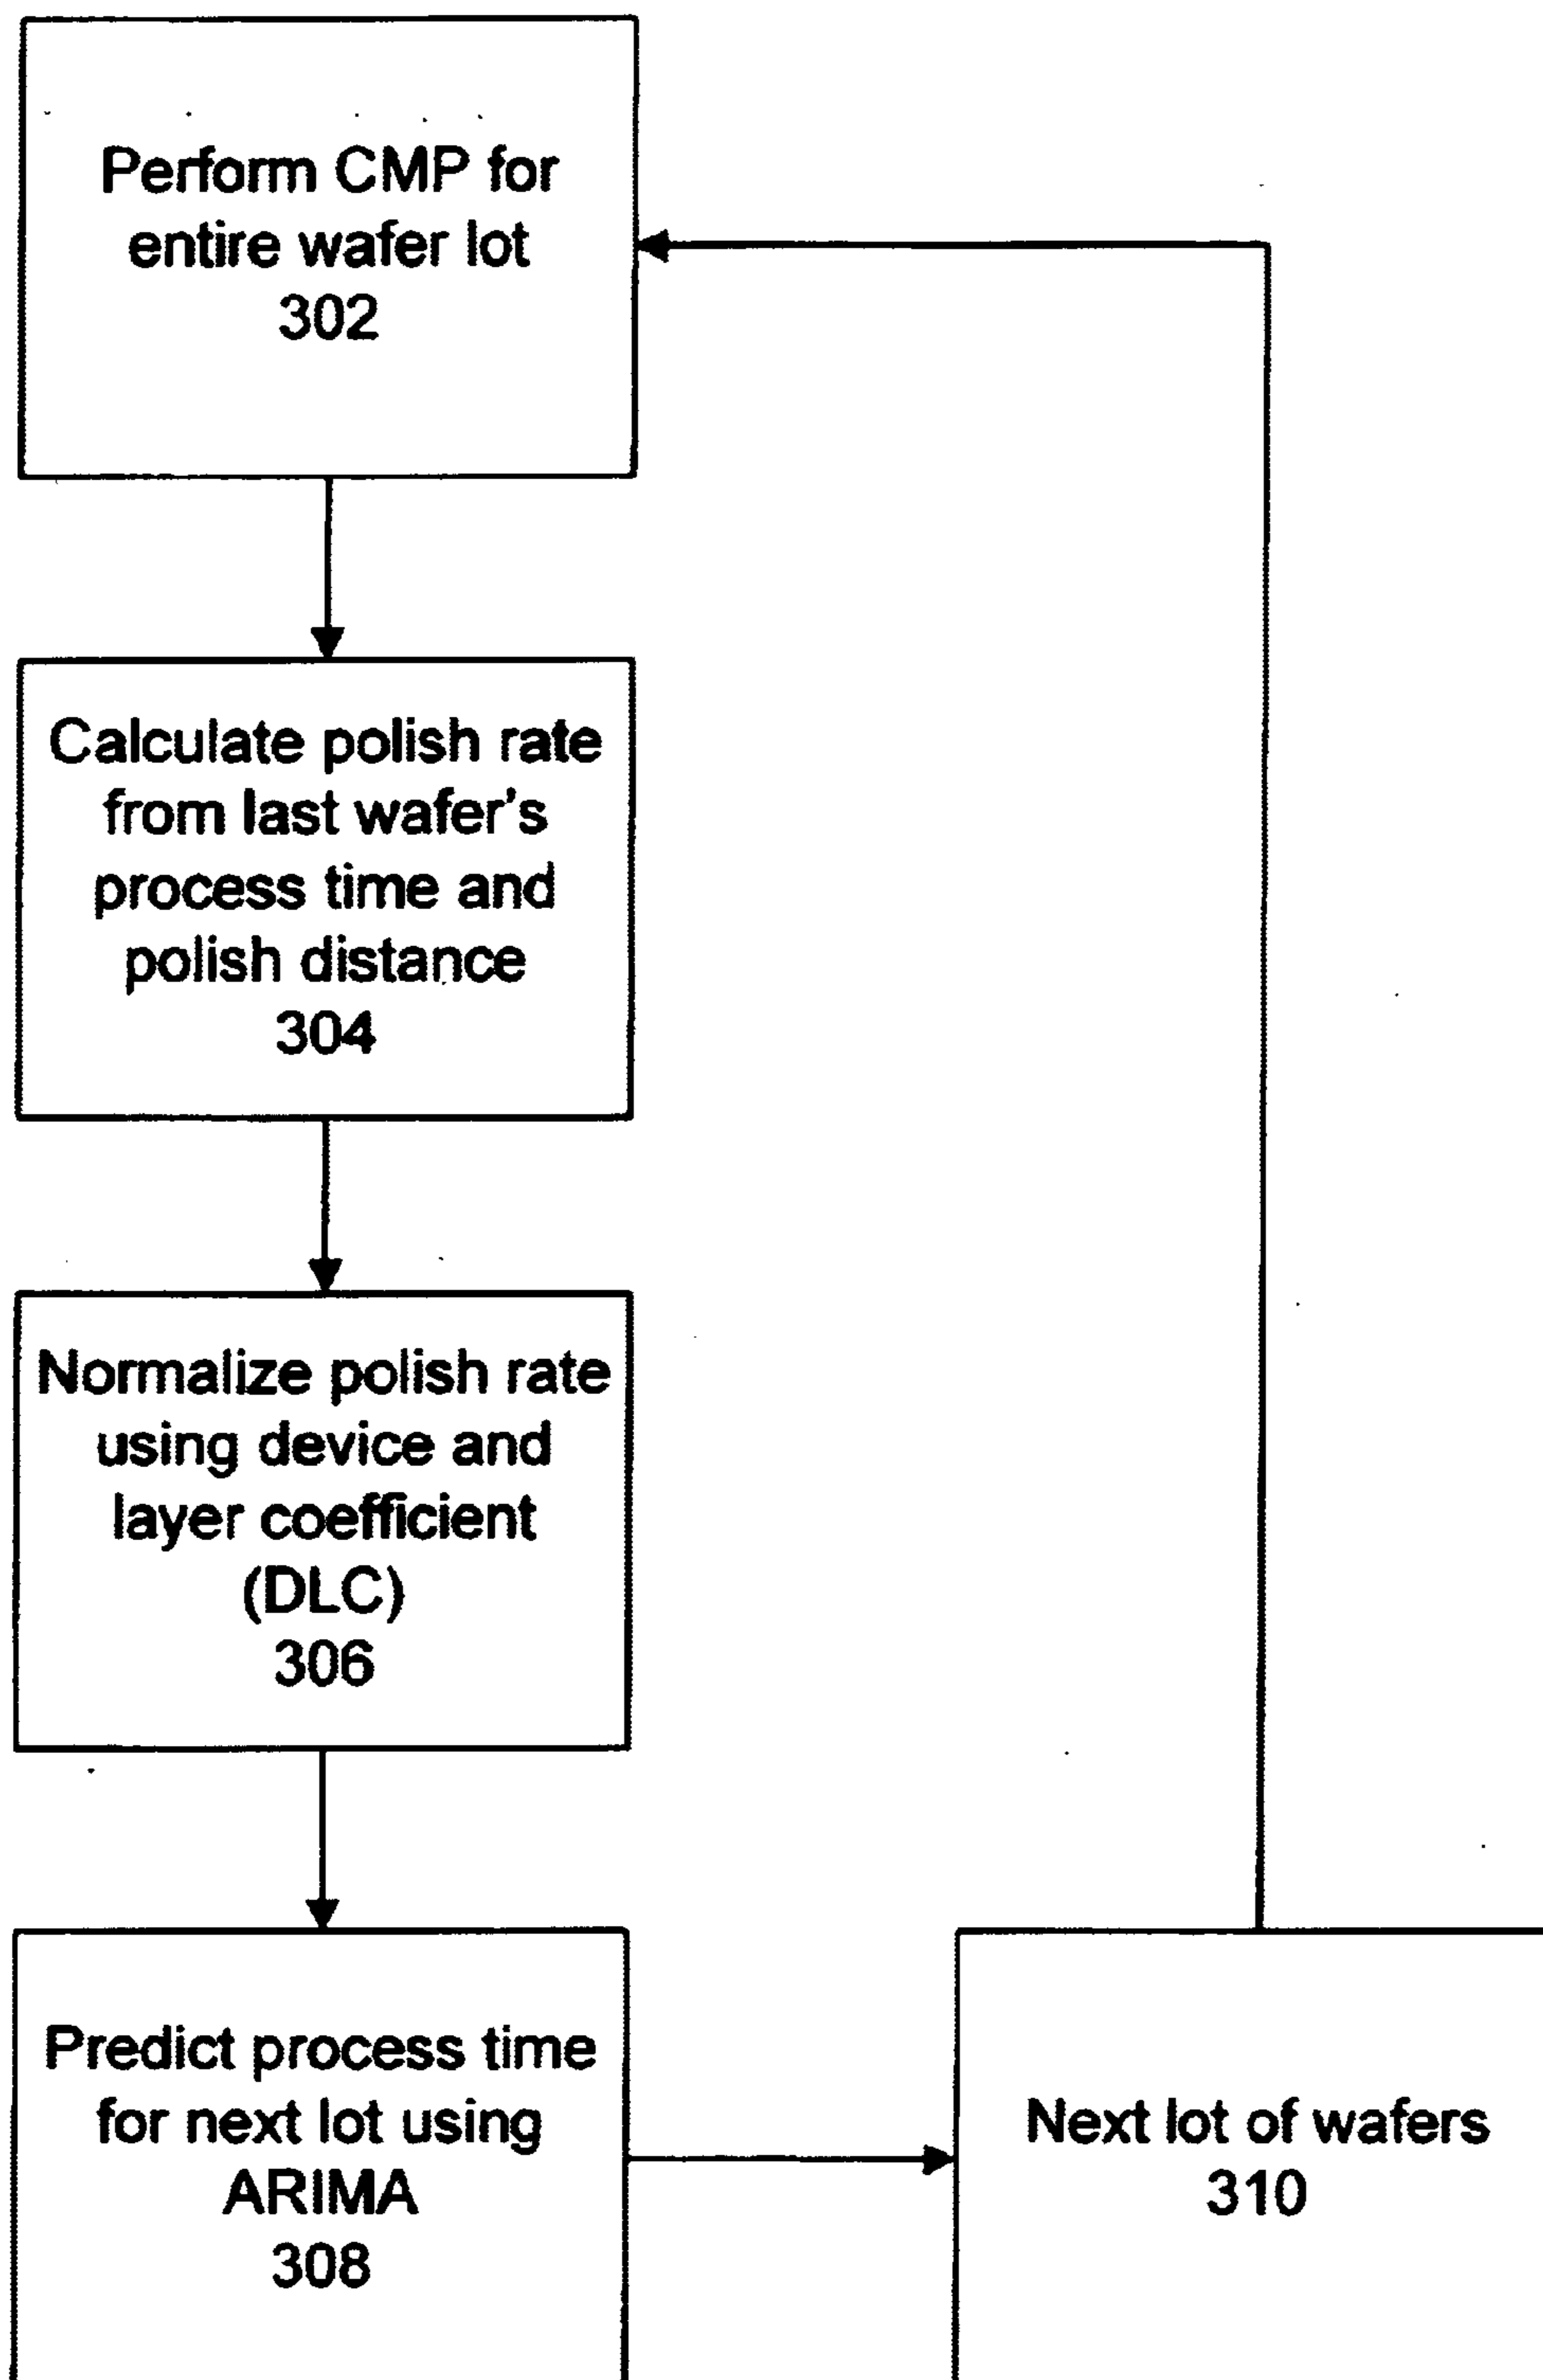 Perform CMP for
entire wafer lot
302
Calculate polish rate
from last wafer's
process time and
polish distance
304
Normalize polish rate
using device and
layer coefficient
(DLC)
306
Predict process time
for next lot using
ARIMA
308
Next lot of wafers
310